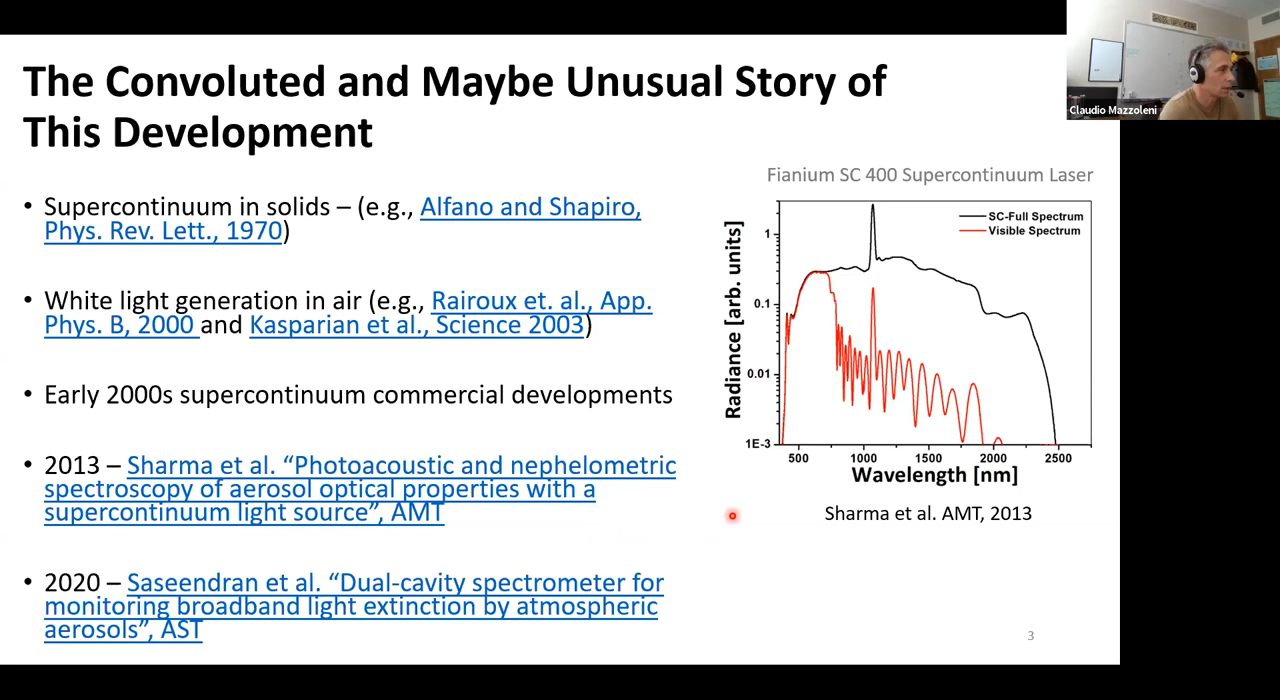 The Convoluted and Maybe Unusual Story of
This Development
• Supercontinuum in solids – (e.g., Alfano and Shapiro,
Phys. Rev. Lett., 1970)
• White light generation in air (e.g., Rairoux et. al., App.
Phys. B, 2000 and Kasparian et al., Science 2003)
• Early 2000s supercontinuum commercial developments
• 2013 – Sharma et al. “Photoacoustic and nephelometric
spectroscopy of aerosol optical properties with a
supercontinuum light source”, AMT
• 2020 – Saseendran et al. “Dual-cavity spectrometer for
monitoring broadband light extinction by atmospheric
aerosols”, AST
Fianium SC 400 Supercontinuum Laser
SC-Full Spectrum
Visible Spectrum
Radiance [arb. units]
1
0.1
0.01
1E-3
500 1000 1500 2000 2500
Wavelength [nm]
Sharma et al. AMT, 2013
3
Claudio Mazzoleni